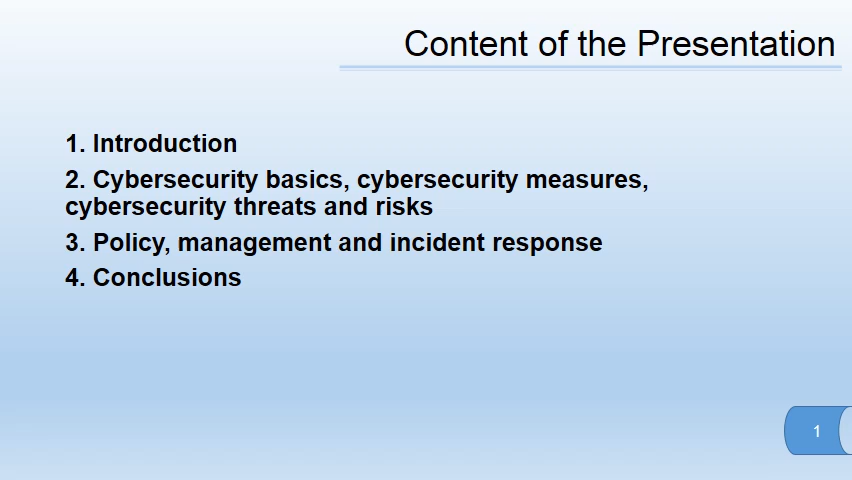 Content of the Presentation
1. Introduction
2. Cybersecurity basics, cybersecurity measures,
cybersecurity threats and risks
3. Policy, management and incident response
4. Conclusions
1